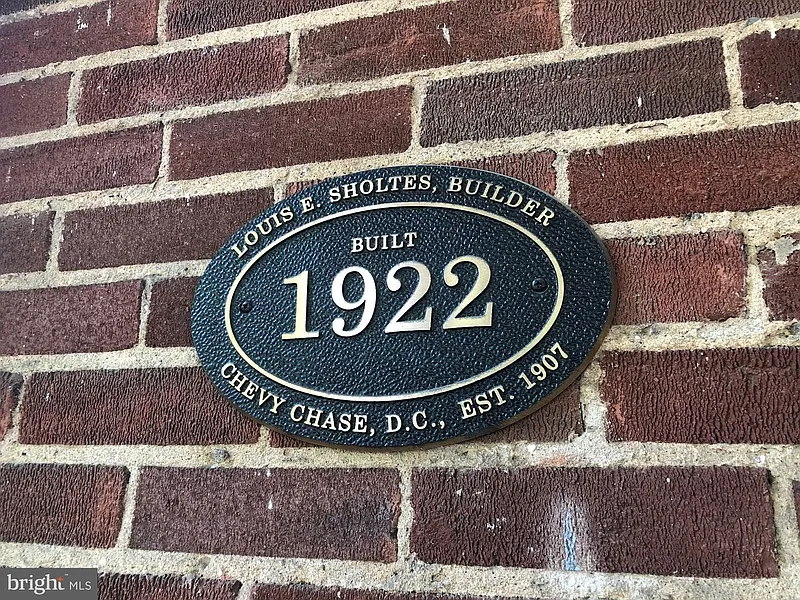 LOUIS E. SHOLTES, BUILDER
BUILT
1922
CHEVY CHASE, D.C., EST. 1907
bright MLS